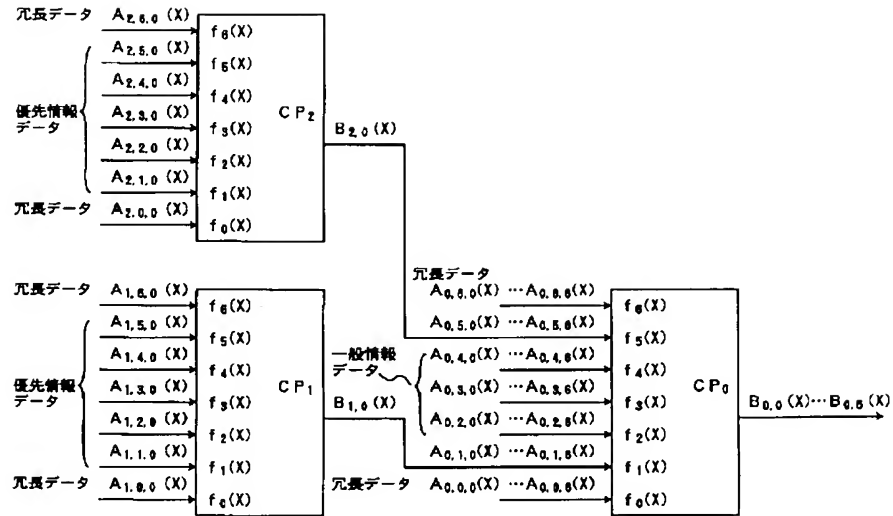 冗長データ A2,6,0 (X) f6(X)
A2,5,0 (X) f5(X)
A2,4,0 (X) f4(X)
優先情報データ A2,3,0 (X) f3(X) CP2 B2,0 (X)
A2,2,0 (X) f2(X)
A2,1,0 (X) f1(X)
冗長データ A2,0,0 (X) f0(X)
冗長データ
冗長データ A1,6,0 (X) f6(X) A0,6,0(X) ･･･A0,6,6(X) f6(X)
A1,5,0 (X) f5(X) A0,5,0(X) ･･･A0,5,6(X) f5(X)
A1,4,0 (X) f4(X) 一般情報データ A0,4,0(X) ･･･A0,4,6(X) f4(X)
優先情報データ A1,3,0 (X) f3(X) CP1 B1,0 (X) A0,3,0(X) ･･･A0,3,6(X) f3(X) CP0 B0,0 (X)･･･B0,6 (X)
A1,2,0 (X) f2(X) A0,2,0(X) ･･･A0,2,6(X) f2(X)
A1,1,0 (X) f1(X) A0,1,0(X) ･･･A0,1,6(X) f1(X)
冗長データ A1,0,0 (X) f0(X) 冗長データ A0,0,0(X) ･･･A0,0,6(X) f0(X)